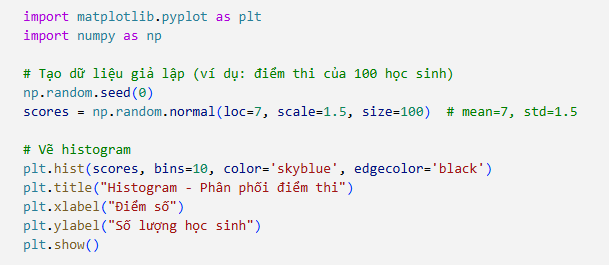 import matplotlib.pyplot as plt
import numpy as np
# Tạo dữ liệu giả lập (ví dụ: điểm thi của 100 học sinh)
np.random.seed(0)
scores = np.random.normal(loc=7, scale=1.5, size=100)  # mean=7, std=1.5
# Vẽ histogram
plt.hist(scores, bins=10, color='skyblue', edgecolor='black')
plt.title("Histogram - Phân phối điểm thi")
plt.xlabel("Điểm số")
plt.ylabel("Số lượng học sinh")
plt.show()